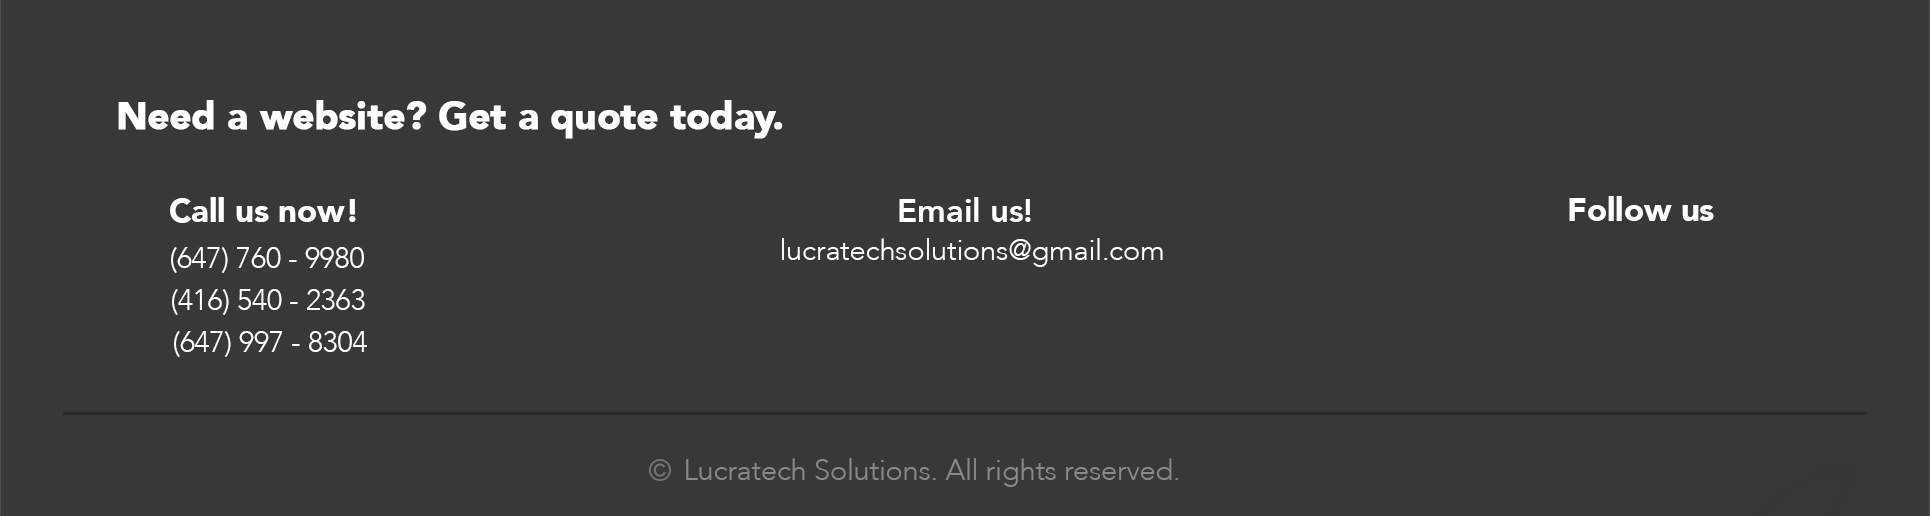 Need a website? Get a quote today.
Call us now!
(647) 760 - 9980
(416) 540 - 2363
(647) 997 - 8304
Email us!
lucratechsolutions@gmail.com
Follow us
© Lucratech Solutions. All rights reserved.